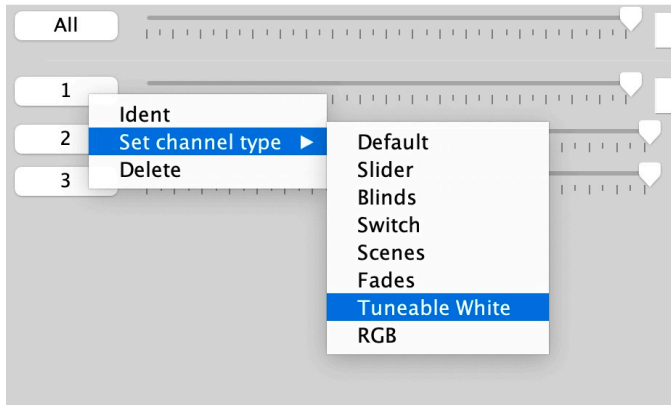 All
1
Ident
2
Set channel type
Default
Delete
Slider
3
Blinds
Switch
Scenes
Fades
Tuneable White
RGB